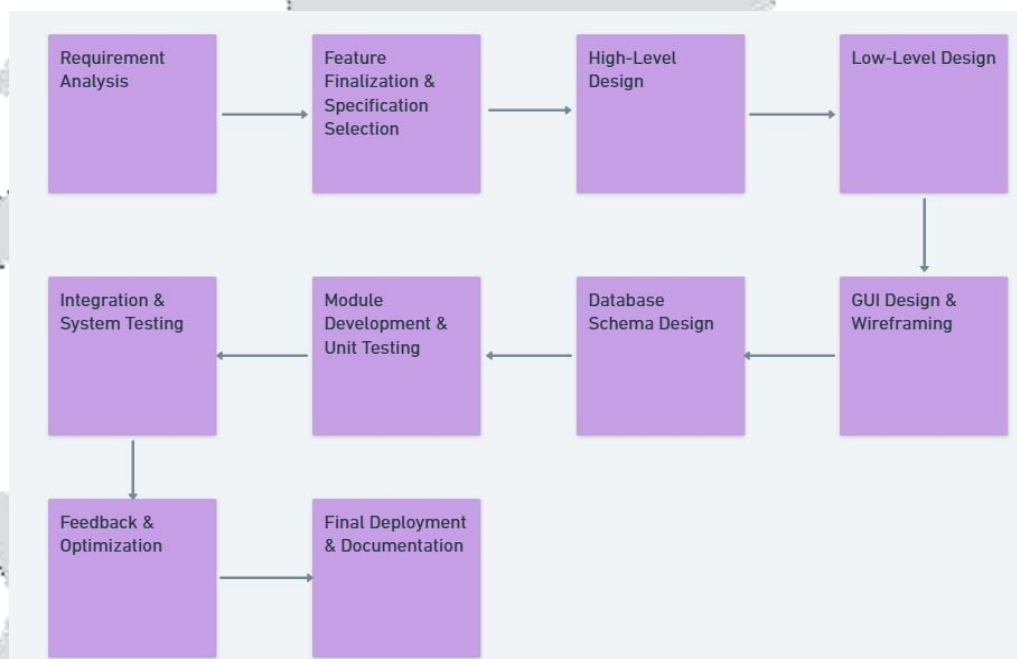 Requirement
Analysis
Feature
Finalization &
Specification
Selection
High-Level
Design
Low-Level Design
Integration &
System Testing
Module
Development &
Unit Testing
Database
Schema Design
GUI Design &
Wireframing
Feedback &
Optimization
Final Deployment
& Documentation